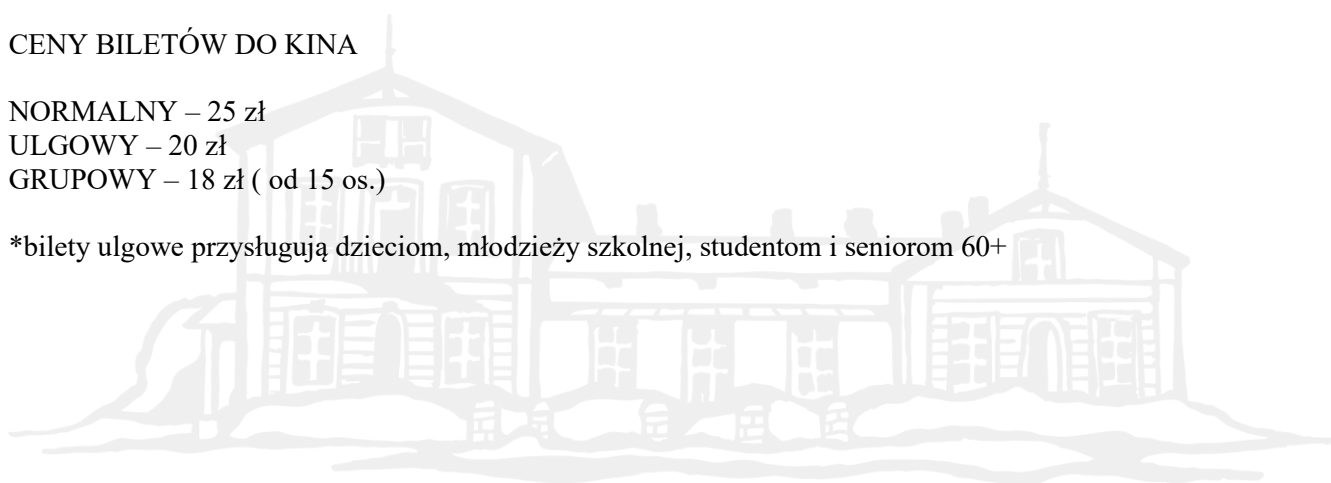 CENY BILETÓW DO KINA
NORMALNY – 25 zł
ULGOWY – 20 zł
GRUPOWY – 18 zł ( od 15 os.)
*bilety ulgowe przysługują dzieciom, młodzieży szkolnej, studentom i seniorom 60+